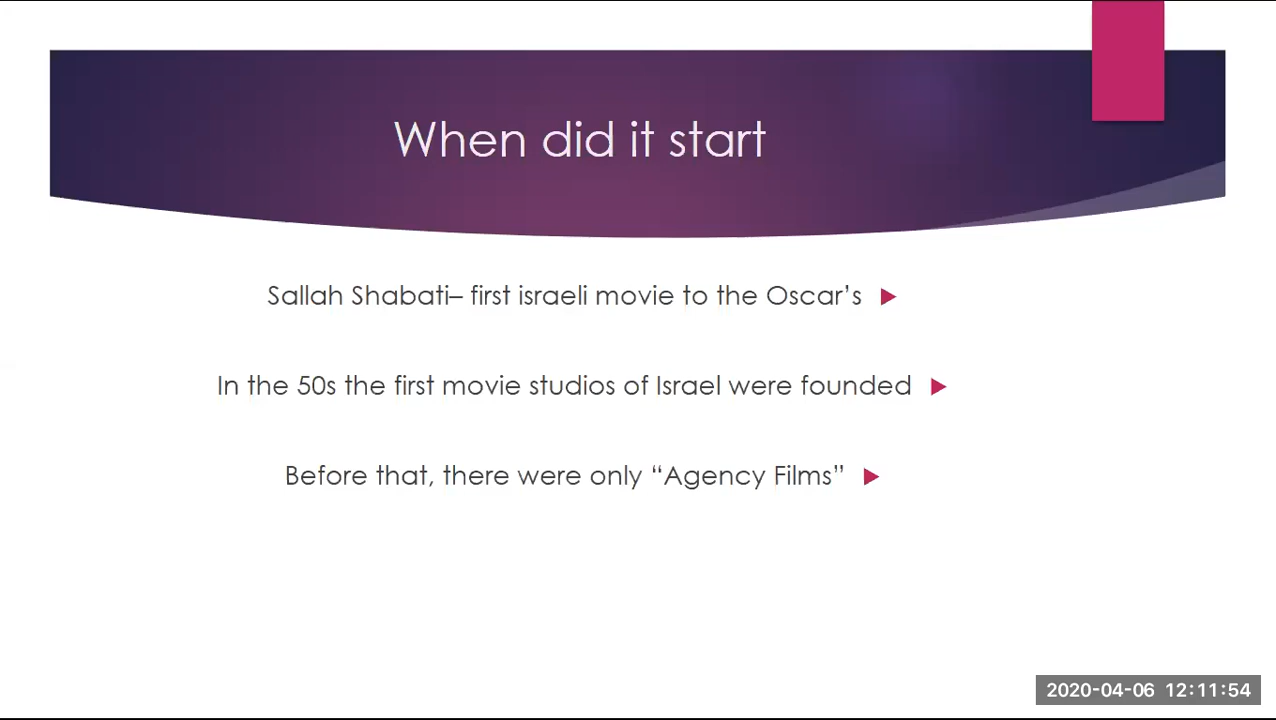 When did it start
Sallah Shabati– first israeli movie to the Oscar’s
In the 50s the first movie studios of Israel were founded
Before that, there were only “Agency Films”
2020-04-06 12:11:54